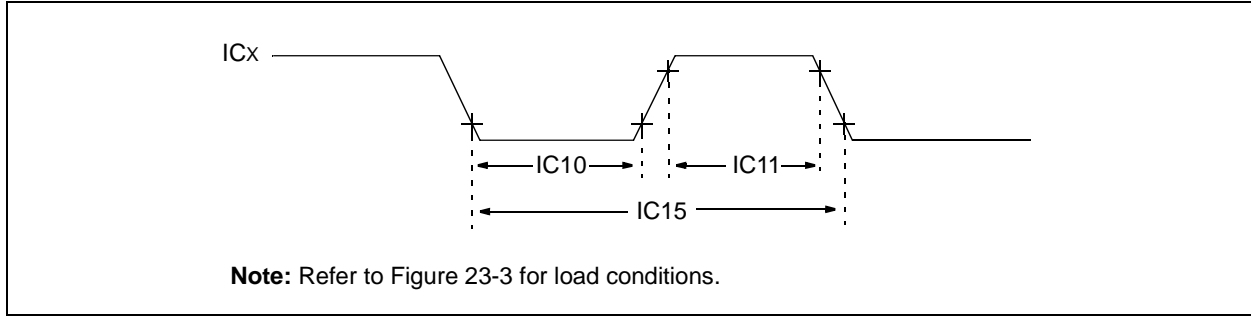 ICx
IC10
IC11
IC15
Note: Refer to Figure 23-3 for load conditions.